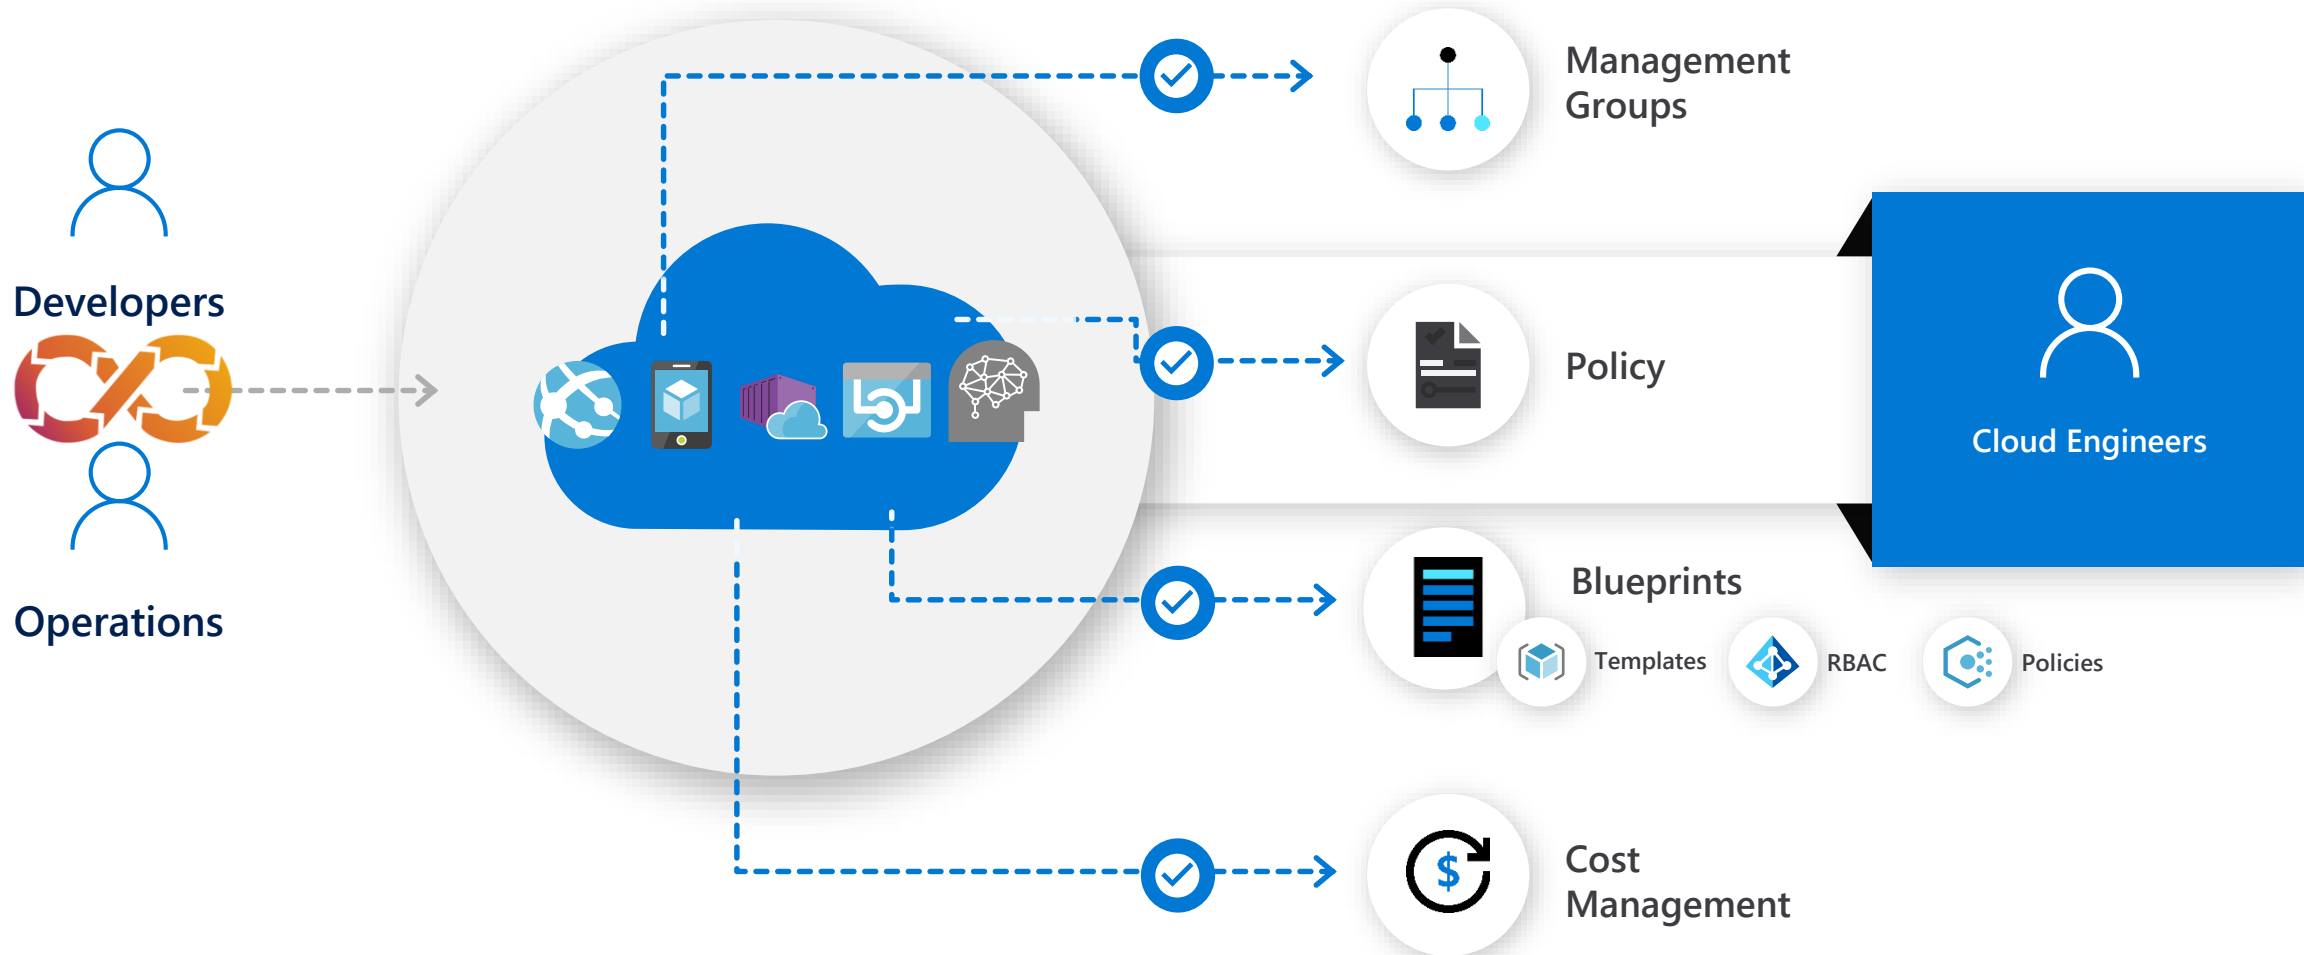 Developers
Operations
Management
Groups
Policy
Cloud Engineers
Blueprints
Templates
RBAC
Policies
$
Cost
Management